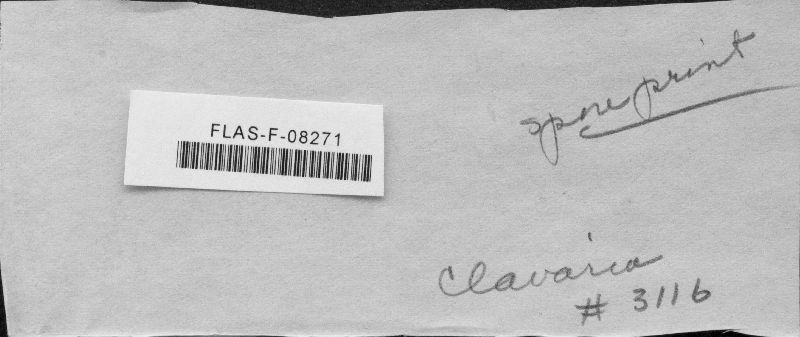 spore print
FLAS-F-08271
Clavaria
# 3116